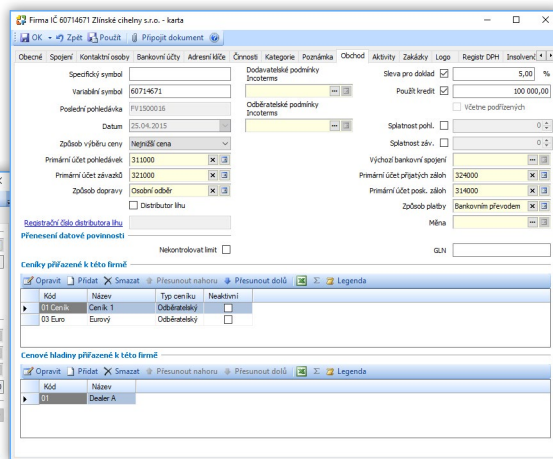 Firma IČ 60714671 Zlínské cihelny s.r.o. - karta
OK Zpět Použít Připojit dokument
Obecné Spojení Kontaktní osoby Bankovní účty Adresní klíče Činnosti Kategorie Poznámka Obchod Aktivity Zakázky Logo Registr DPH Insolvenč
Specifický symbol
Dodavatelské podmínky Incoterms
Sleva pro doklad 5,00 %
Variabilní symbol 60714671
Použít kredit 100 000,00
Poslední pohledávka FV1500016
Odběratelské podmínky Incoterms
Včetne podřízených
Datum 25.04.2015
Splatnost pohl. 0
Způsob výběru ceny Nejnižší cena
Splatnost záv. 0
Primární účet pohledávek 311000
Výchozí bankovní spojení
Primární účet závazků 321000
Primární účet přijatých záloh 324000
Způsob dopravy Osobní odběr
Primární účet posk. záloh 314000
Distributor lihu
Způsob platby Bankovním převodem
Registrační číslo distributora lihu
Měna
Přenesení datové povinnosti
Nekontrolovat limit
GLN
Ceníky přiřazené k této firmě
Opravit Přidat Smazat Přesunout nahoru Přesunout dolů Σ Legenda
Kód Název Typ ceníku Neaktivní
01 Ceník Ceník 1 Odběratelský
03 Euro Eurový Odběratelský
Cenové hladiny přiřazené k této firmě
Opravit Přidat Smazat Přesunout nahoru Přesunout dolů Σ Legenda
Kód Název
01 Dealer A